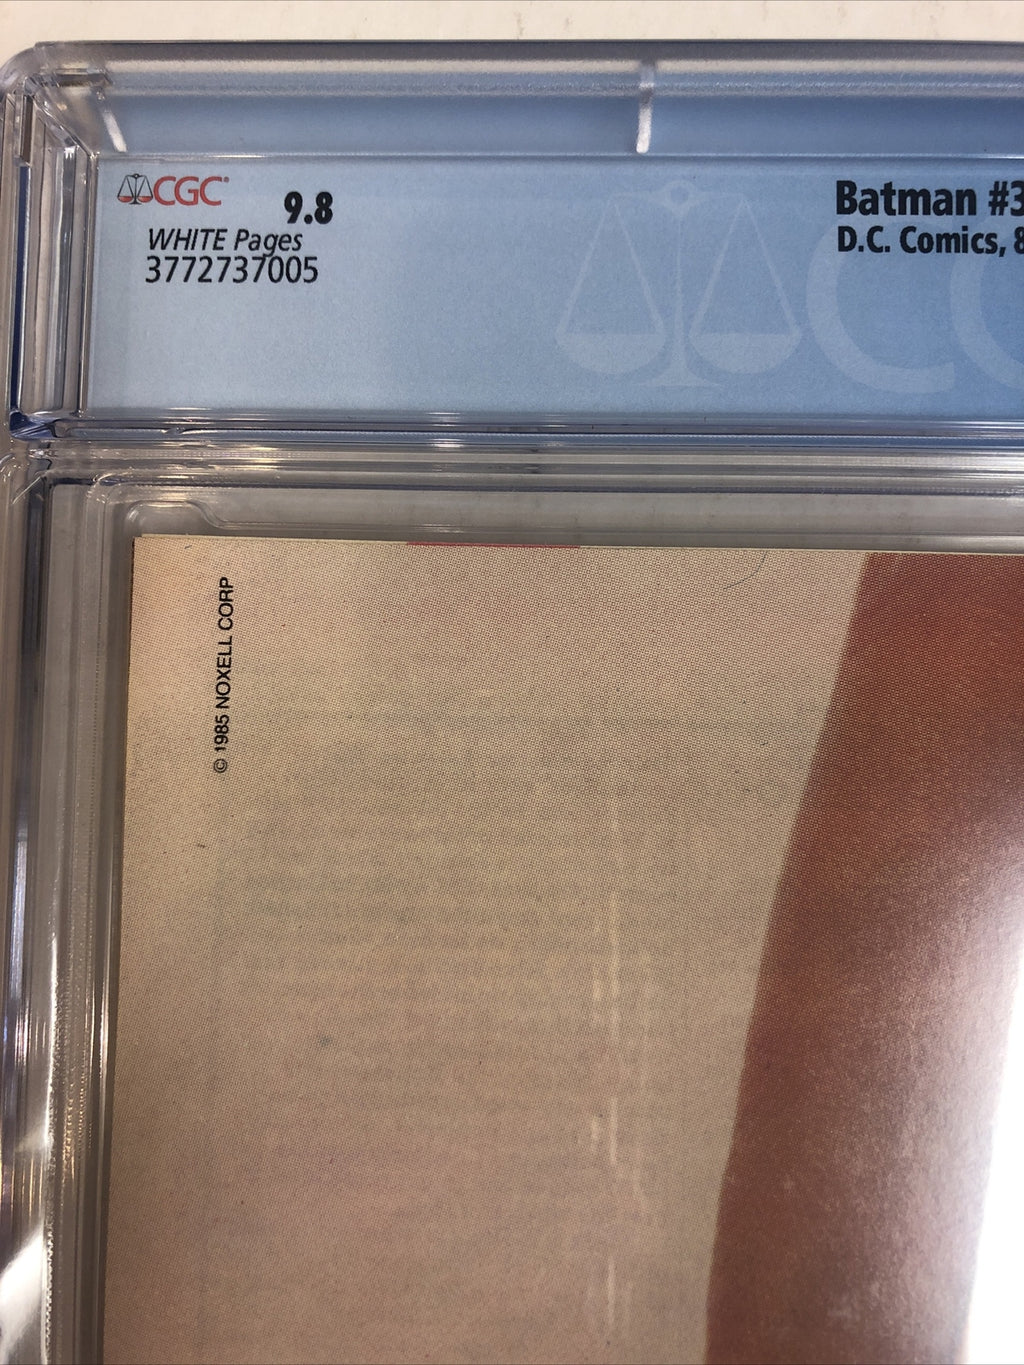 CGC
9.8
WHITE Pages
3772737005
Batman #3
D.C. Comics, 8
© 1985 NOXELL CORP